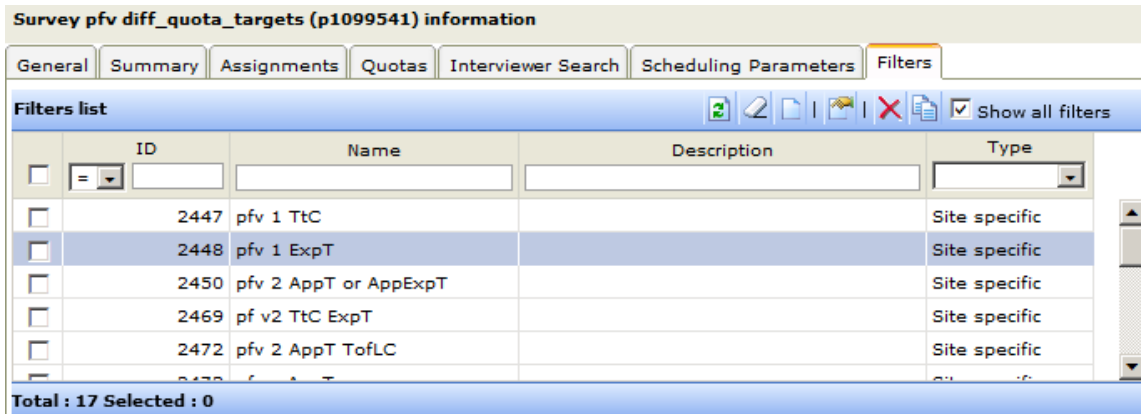 Survey pfv diff_quota_targets (p1099541) information
General Summary Assignments Quotas Interviewer Search Scheduling Parameters Filters
Filters list Show all filters
ID Name Description Type
=
2447 pfv 1 TtC Site specific
2448 pfv 1 ExpT Site specific
2450 pfv 2 AppT or AppExpT Site specific
2469 pf v2 TtC ExpT Site specific
2472 pfv 2 AppT TofLC Site specific
Total : 17 Selected : 0